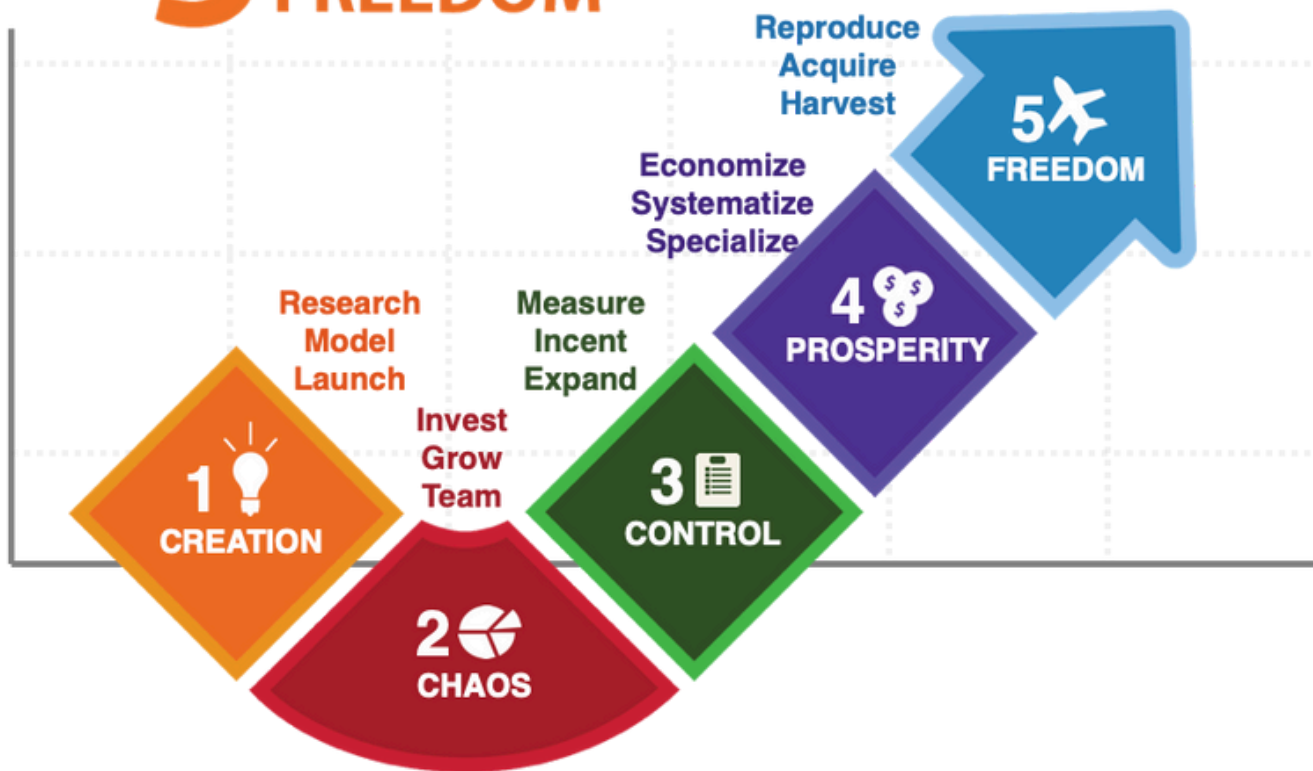 FREEDOM
Reproduce
Acquire
Harvest
5
FREEDOM
Economize
Systematize
Specialize
4
$ $
$
PROSPERITY
Research
Model
Launch
Measure
Incent
Expand
Invest
Grow
Team
1
CREATION
3
CONTROL
2
CHAOS